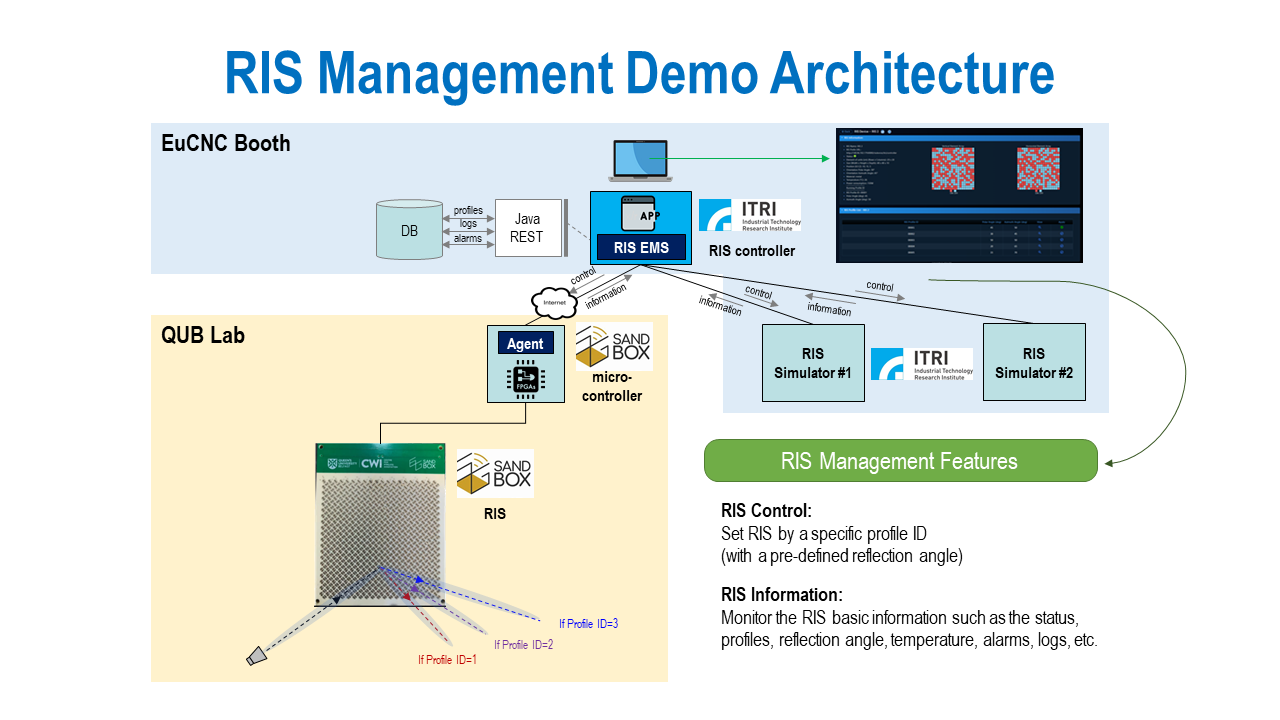 RIS Management Demo Architecture
EuCNC Booth
DB
profiles
logs
alarms
Java
REST
APP
RIS EMS
ITRI
Industrial Technology
Research Institute
RIS controller
control
information
Internet
information
control
information
control
QUB Lab
Agent
FPGAs
SAND
BOX
micro-
controller
RIS
Simulator #1
ITRI
Industrial Technology
Research Institute
RIS
Simulator #2
CWI
SAND
BOX
SAND
BOX
RIS
If Profile ID=3
If Profile ID=2
If Profile ID=1
RIS Management Features
RIS Control:
Set RIS by a specific profile ID
(with a pre-defined reflection angle)
RIS Information:
Monitor the RIS basic information such as the status,
profiles, reflection angle, temperature, alarms, logs, etc.